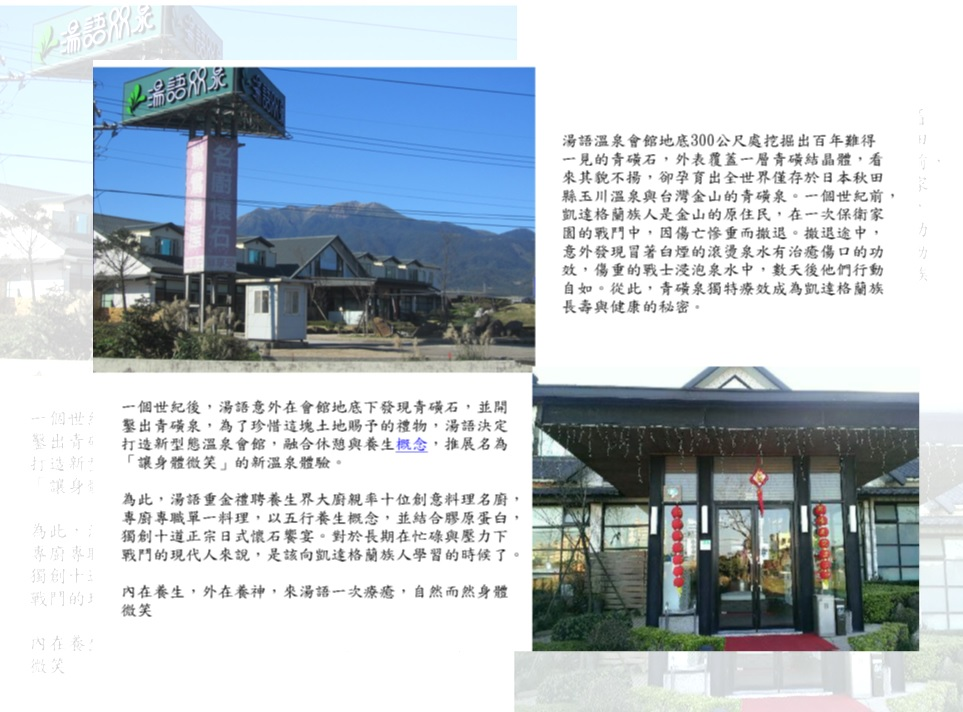 湯語溫泉
名廚懷石
湯語溫泉會館地底300公尺處挖掘出百年難得
一見的青磺石，外表覆蓋一層青磺結晶體，看
來其貌不揚，卻孕育出全世界僅存於日本秋田
縣玉川溫泉與台灣金山的青磺泉。一個世紀前，
凱達格蘭族人是金山的原住民，在一次保衛家
園的戰鬥中，因傷亡慘重而撤退。撤退途中，
意外發現冒著白煙的滾燙泉水有治癒傷口的功
效，傷重的戰士浸泡泉水中，數天後他們行動
自如。從此，青磺泉獨特療效成為凱達格蘭族
長壽與健康的秘密。
一個世紀後，湯語意外在會館地底下發現青磺石，並開
鑿出青磺泉，為了珍惜這塊土地賜予的禮物，湯語決定
打造新型態溫泉會館，融合休憩與養生概念，推展名為
「讓身體微笑」的新溫泉體驗。
為此，湯語重金禮聘養生界大廚親率十位創意料理名廚，
專廚專職單一料理，以五行養生概念，並結合膠原蛋白，
獨創十道正宗日式懷石饗宴。對於長期在忙碌與壓力下
戰鬥的現代人來說，是該向凱達格蘭族人學習的時候了。
內在養生，外在養神，來湯語一次療癒，自然而然身體
微笑